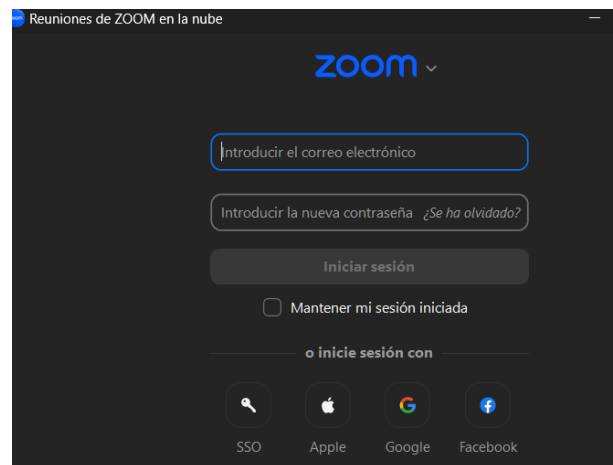 Reuniones de ZOOM en la nube
zoom
Introducir el correo electrónico
Introducir la nueva contraseña ¿Se ha olvidado?
Iniciar sesión
Mantener mi sesión iniciada
o inicie sesión con
SSO Apple Google Facebook